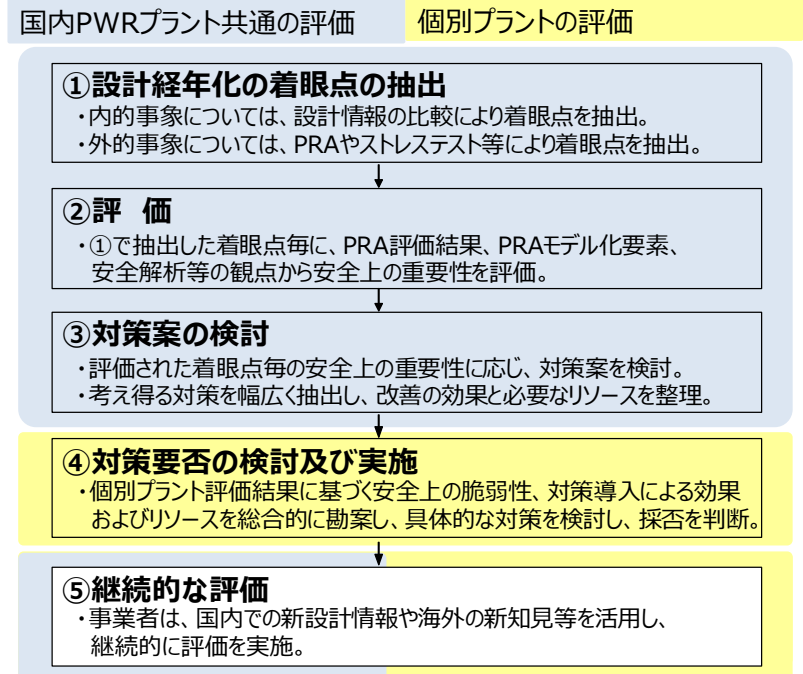 国内PWRプラント共通の評価
個別プラントの評価
①設計経年化の着眼点の抽出
・内的事象については、設計情報の比較により着眼点を抽出。
・外的事象については、PRAやストレステスト等により着眼点を抽出。
②評　価
・①で抽出した着眼点毎に、PRA評価結果、PRAモデル化要素、
安全解析等の観点から安全上の重要性を評価。
③対策案の検討
・評価された着眼点毎の安全上の重要性に応じ、対策案を検討。
・考え得る対策を幅広く抽出し、改善の効果と必要なリソースを整理。
④対策要否の検討及び実施
・個別プラント評価結果に基づく安全上の脆弱性、対策導入による効果
およびリソースを総合的に勘案し、具体的な対策を検討し、採否を判断。
⑤継続的な評価
・事業者は、国内での新設計情報や海外の新知見等を活用し、
継続的に評価を実施。